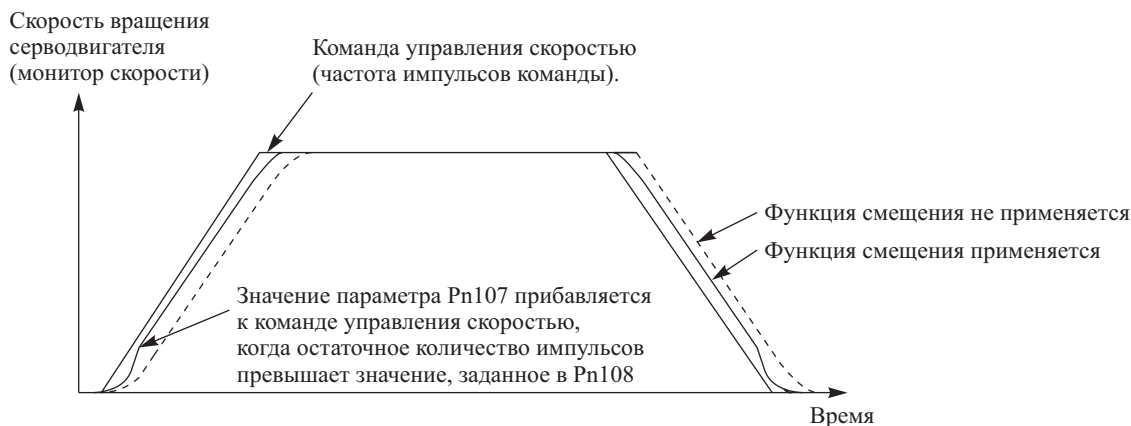 Скорость вращения
серводвигателя
(монитор скорости)
Команда управления скоростью
(частота импульсов команды).
Функция смещения не применяется
Функция смещения применяется
Значение параметра Pn107 прибавляется
к команде управления скоростью,
когда остаточное количество импульсов
превышает значение, заданное в Pn108
Время